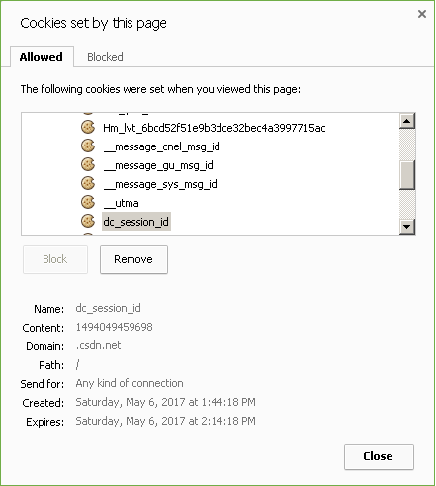 Cookies set by this page
Allowed Blocked
The following cookies were set when you viewed this page:
Hm_lvt_6bcd52f51e9b3dce32bec4a3997715ac
__message_cnel_msg_id
__message_gu_msg_id
__message_sys_msg_id
__utma
dc_session_id
Block Remove
Name: dc_session_id
Content: 1494049459698
Domain: .csdn.net
Path: /
Send for: Any kind of connection
Created: Saturday, May 6, 2017 at 1:44:18 PM
Expires: Saturday, May 6, 2017 at 2:14:18 PM
Close